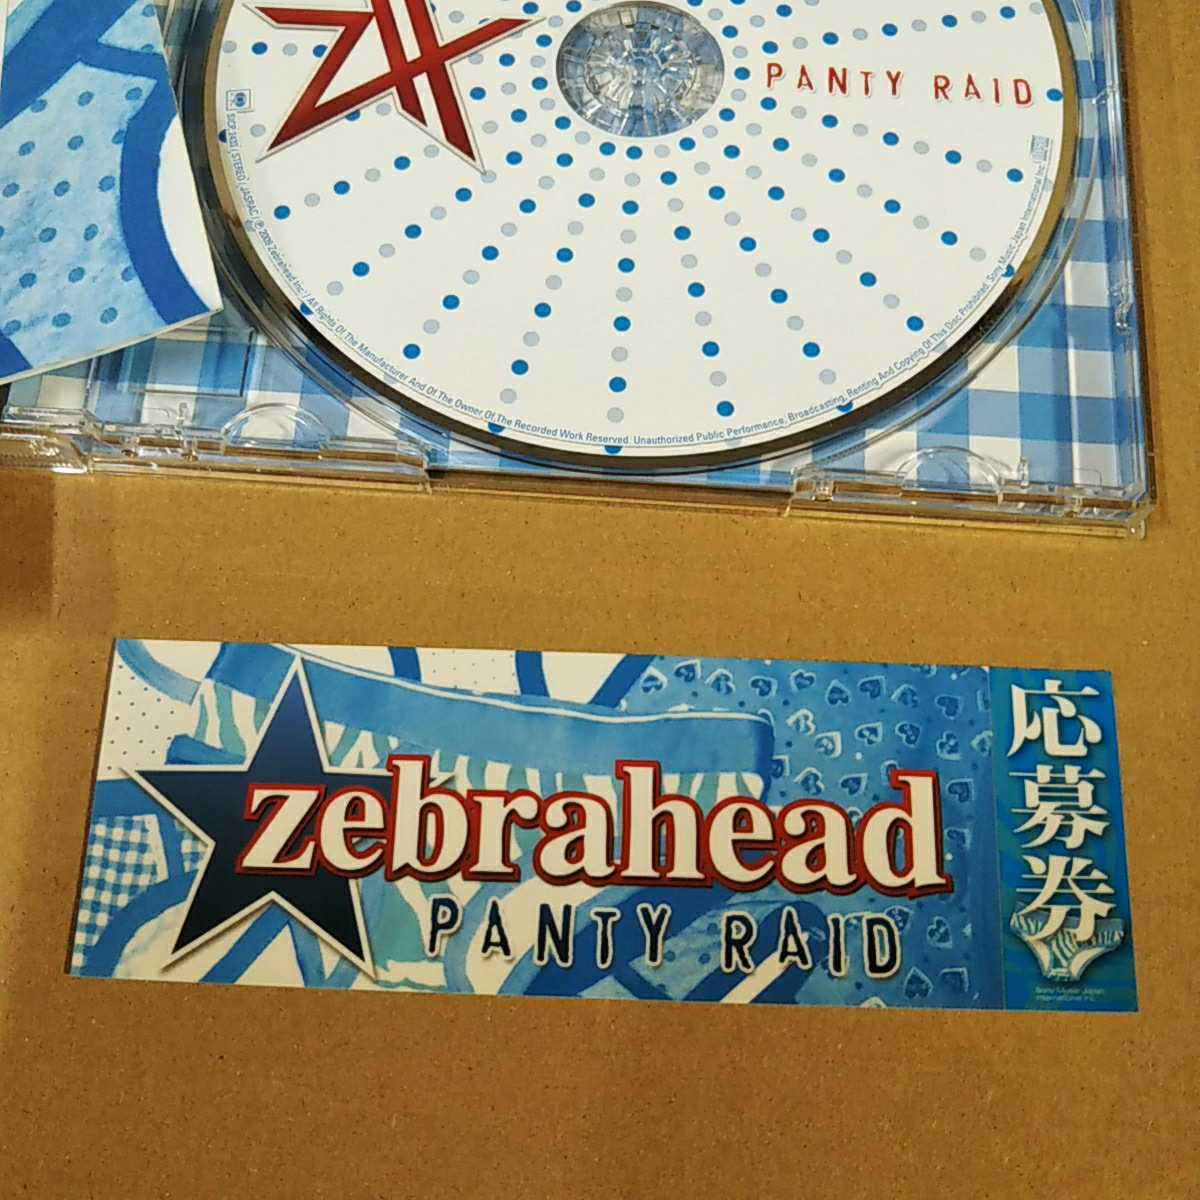 ZH
PANTY RAID
STEREO / JASRAC / ℗ 2009 Zebrahead Inc. / All Rights Of The Manufacturer And Of The Owner Of The Recorded Work Reserved. Unauthorized Public Performance, Broadcasting, Renting And Copying Of This Disc Prohibited. Sony Music Japan International Inc.
zebrahead
PANTY RAID
応募券
Sony Music Japan
International Inc.